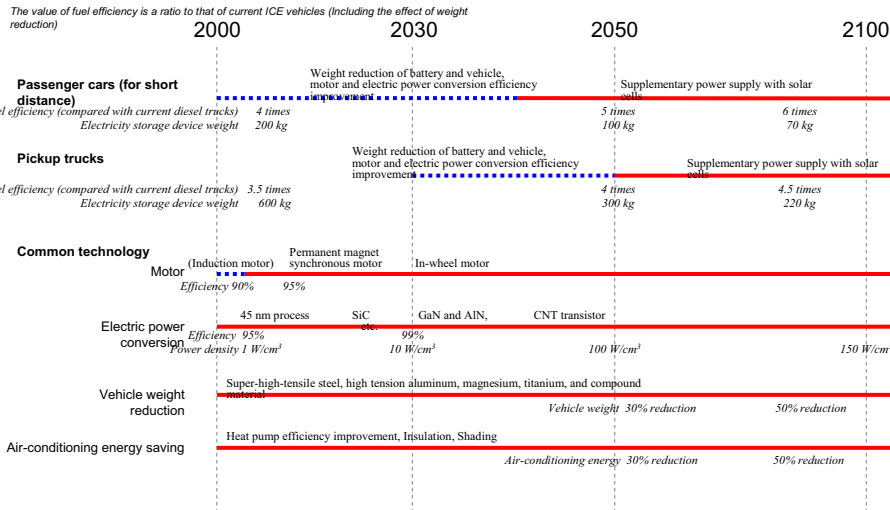 The value of fuel efficiency is a ratio to that of current ICE vehicles (Including the effect of weight
reduction)
2000 2030 2050 2100
Passenger cars (for short
distance)
Weight reduction of battery and vehicle,
motor and electric power conversion efficiency
improvement
Supplementary power supply with solar
cells
el efficiency (compared with current diesel trucks) 4 times 5 times 6 times
Electricity storage device weight 200 kg 100 kg 70 kg
Pickup trucks
Weight reduction of battery and vehicle,
motor and electric power conversion efficiency
improvement
Supplementary power supply with solar
cells
el efficiency (compared with current diesel trucks) 3.5 times 4 times 4.5 times
Electricity storage device weight 600 kg 300 kg 220 kg
Common technology
Motor
(Induction motor)
Permanent magnet
synchronous motor
In-wheel motor
Efficiency 90% 95%
Electric power
conversion
45 nm process SiC GaN and AlN, CNT transistor
etc.
Efficiency 95% 99%
Power density 1 W/cm³ 10 W/cm³ 100 W/cm³ 150 W/cm³
Vehicle weight
reduction
Super-high-tensile steel, high tension aluminum, magnesium, titanium, and compound
material
Vehicle weight 30% reduction 50% reduction
Air-conditioning energy saving
Heat pump efficiency improvement, Insulation, Shading
Air-conditioning energy 30% reduction 50% reduction